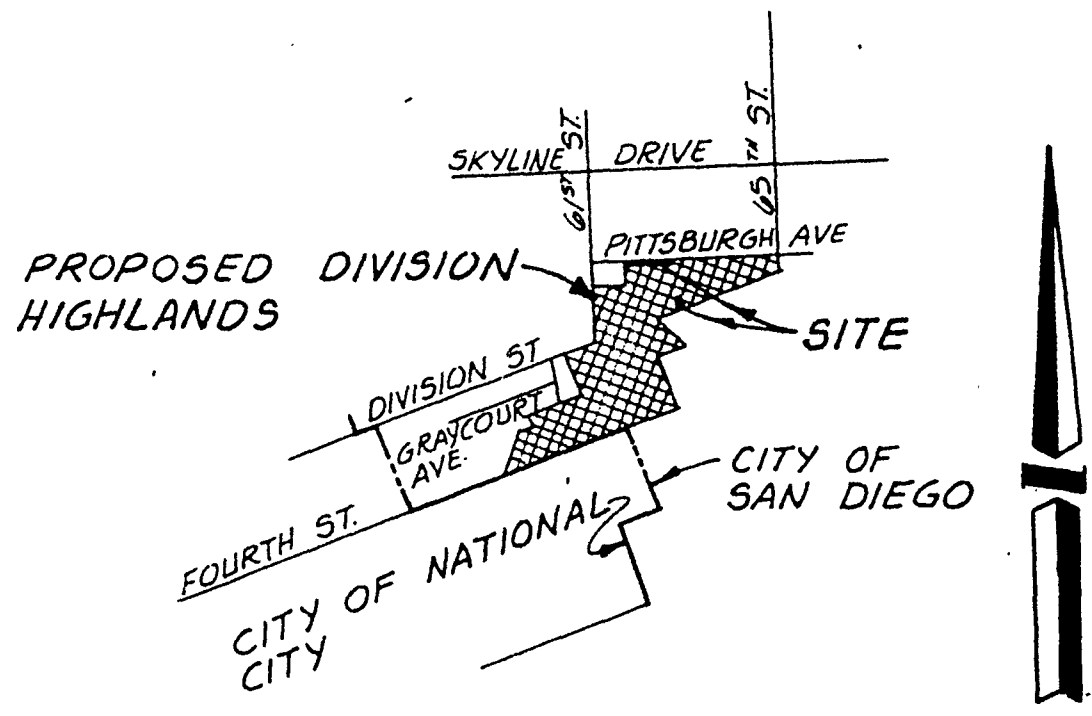 SKYLINE DRIVE
61ST ST.
65TH ST.
PITTSBURGH AVE
PROPOSED DIVISION
HIGHLANDS
SITE
DIVISION ST
GRAYCOURT
AVE.
CITY OF
SAN DIEGO
FOURTH ST.
CITY OF NATIONAL
CITY